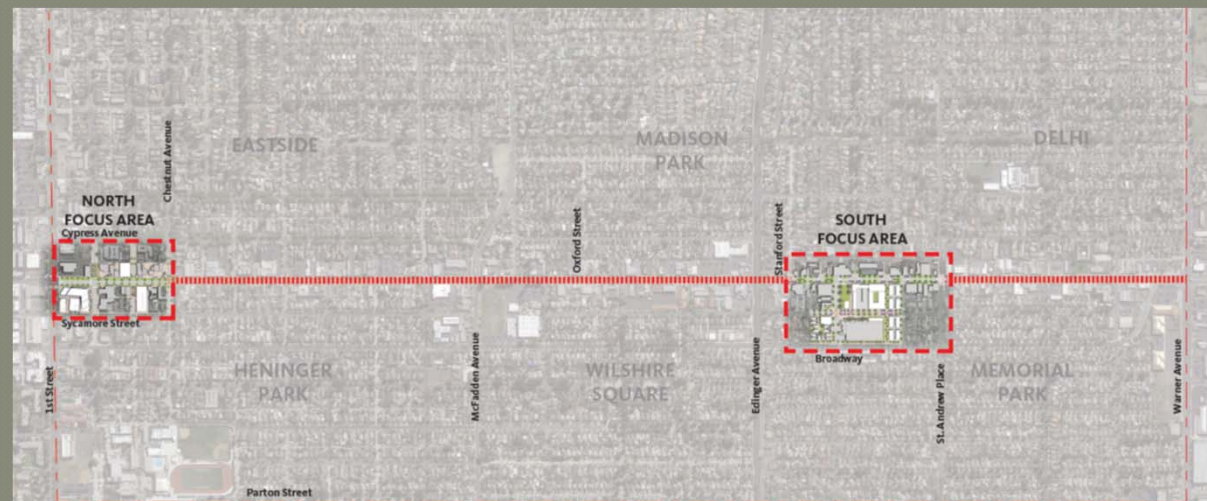 EASTSIDE
MADISON
PARK
DELHI
Chestnut Avenue
NORTH
FOCUS AREA
Cypress Avenue
Oxford Street
Stanford Street
SOUTH
FOCUS AREA
Sycamore Street
Broadway
1st Street
HENINGER
PARK
McFadden Avenue
WILSHIRE
SQUARE
Edinger Avenue
St. Andrew Place
MEMORIAL
PARK
Warner Avenue
Parton Street